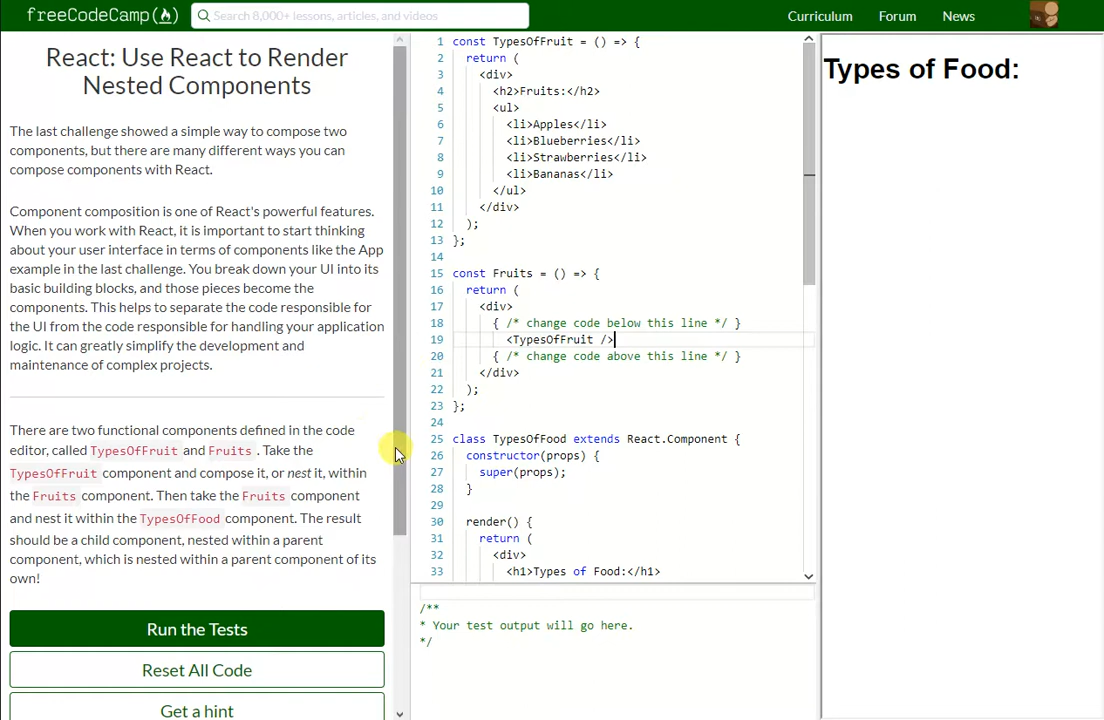 freeCodeCamp
Search 8,000+ lessons, articles, and videos
Curriculum
Forum
News
React: Use React to Render
Nested Components
The last challenge showed a simple way to compose two
components, but there are many different ways you can
compose components with React.
Component composition is one of React's powerful features.
When you work with React, it is important to start thinking
about your user interface in terms of components like the App
example in the last challenge. You break down your UI into its
basic building blocks, and those pieces become the
components. This helps to separate the code responsible for
the UI from the code responsible for handling your application
logic. It can greatly simplify the development and
maintenance of complex projects.
There are two functional components defined in the code
editor, called TypesOfFruit and Fruits . Take the
TypesOfFruit component and compose it, or nest it, within
the Fruits component. Then take the Fruits component
and nest it within the TypesOfFood component. The result
should be a child component, nested within a parent
component, which is nested within a parent component of its
own!
Run the Tests
Reset All Code
Get a hint
1 const TypesOfFruit = () => {
2 return (
3 <div>
4 <h2>Fruits:</h2>
5 <ul>
6 <li>Apples</li>
7 <li>Blueberries</li>
8 <li>Strawberries</li>
9 <li>Bananas</li>
10 </ul>
11 </div>
12 );
13 };
14
15 const Fruits = () => {
16 return (
17 <div>
18 { /* change code below this line */ }
19 <TypesOfFruit />
20 { /* change code above this line */ }
21 </div>
22 );
23 };
24
25 class TypesOfFood extends React.Component {
26 constructor(props) {
27 super(props);
28 }
29
30 render() {
31 return (
32 <div>
33 <h1>Types of Food:</h1>
/**
* Your test output will go here.
*/
Types of Food: